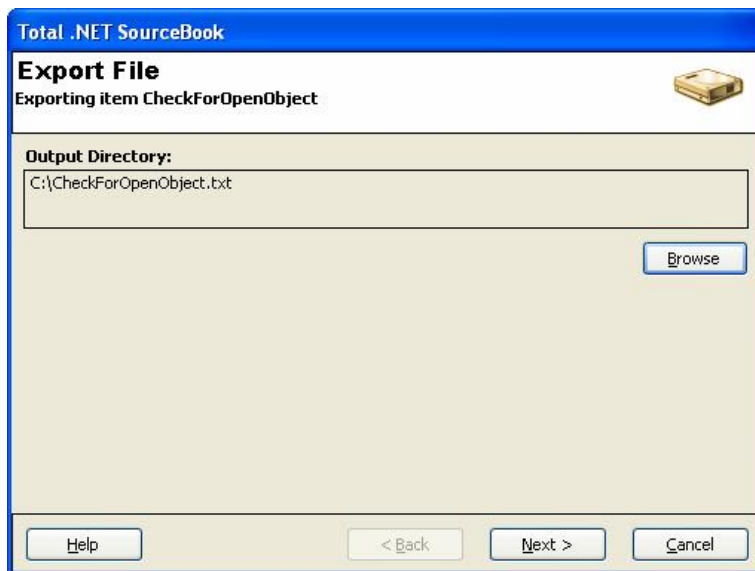 Total .NET SourceBook
Export File
Exporting item CheckForOpenObject
Output Directory:
C:\CheckForOpenObject.txt
Browse
Help
< Back
Next >
Cancel